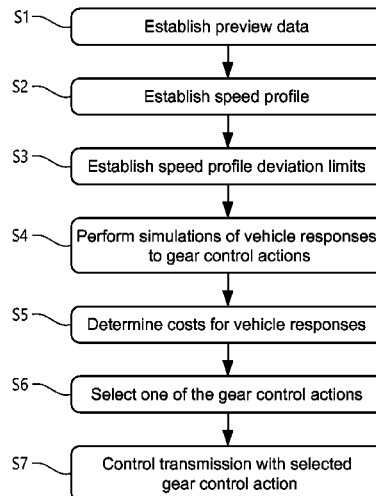 S1
Establish preview data
S2
Establish speed profile
S3
Establish speed profile deviation limits
S4
Perform simulations of vehicle responses
to gear control actions
S5
Determine costs for vehicle responses
S6
Select one of the gear control actions
S7
Control transmission with selected
gear control action